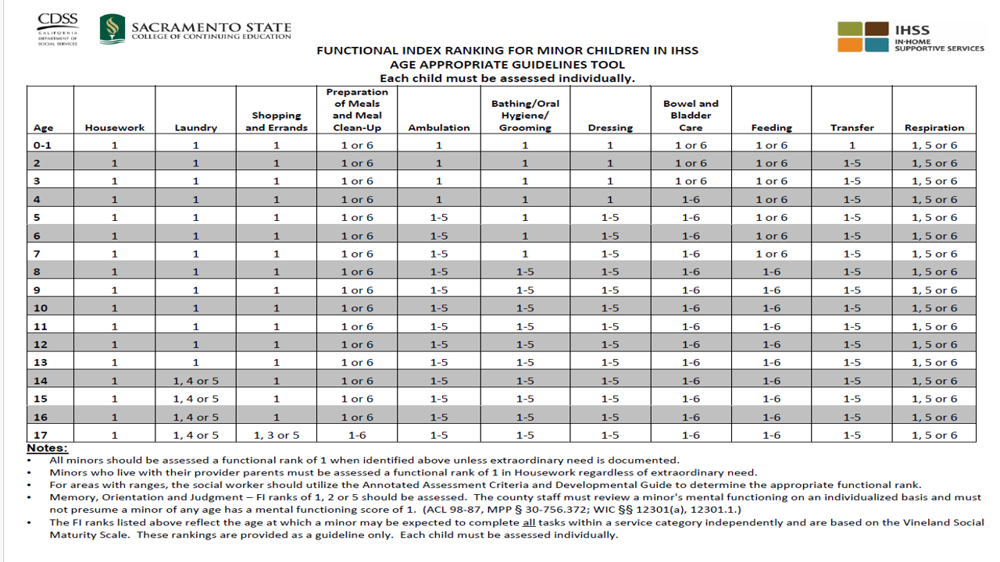 CDSS
CALIFORNIA
DEPARTMENT OF
SOCIAL SERVICES
SACRAMENTO STATE
COLLEGE OF CONTINUING EDUCATION
IHSS
IN-HOME
SUPPORTIVE SERVICES
FUNCTIONAL INDEX RANKING FOR MINOR CHILDREN IN IHSS
AGE APPROPRIATE GUIDELINES TOOL
Each child must be assessed individually.
Age Housework Laundry Shopping and Errands Preparation of Meals and Meal Clean-Up Ambulation Bathing/Oral Hygiene/ Grooming Dressing Bowel and Bladder Care Feeding Transfer Respiration
0-1 1 1 1 1 or 6 1 1 1 1 or 6 1 or 6 1 1, 5 or 6
2 1 1 1 1 or 6 1 1 1 1 or 6 1 or 6 1-5 1, 5 or 6
3 1 1 1 1 or 6 1 1 1 1 or 6 1 or 6 1-5 1, 5 or 6
4 1 1 1 1 or 6 1 1 1 1-6 1 or 6 1-5 1, 5 or 6
5 1 1 1 1 or 6 1-5 1 1-5 1-6 1 or 6 1-5 1, 5 or 6
6 1 1 1 1 or 6 1-5 1 1-5 1-6 1 or 6 1-5 1, 5 or 6
7 1 1 1 1 or 6 1-5 1 1-5 1-6 1 or 6 1-5 1, 5 or 6
8 1 1 1 1 or 6 1-5 1-5 1-5 1-6 1-6 1-5 1, 5 or 6
9 1 1 1 1 or 6 1-5 1-5 1-5 1-6 1-6 1-5 1, 5 or 6
10 1 1 1 1 or 6 1-5 1-5 1-5 1-6 1-6 1-5 1, 5 or 6
11 1 1 1 1 or 6 1-5 1-5 1-5 1-6 1-6 1-5 1, 5 or 6
12 1 1 1 1 or 6 1-5 1-5 1-5 1-6 1-6 1-5 1, 5 or 6
13 1 1 1 1 or 6 1-5 1-5 1-5 1-6 1-6 1-5 1, 5 or 6
14 1 1, 4 or 5 1 1 or 6 1-5 1-5 1-5 1-6 1-6 1-5 1, 5 or 6
15 1 1, 4 or 5 1 1 or 6 1-5 1-5 1-5 1-6 1-6 1-5 1, 5 or 6
16 1 1, 4 or 5 1 1 or 6 1-5 1-5 1-5 1-6 1-6 1-5 1, 5 or 6
17 1 1, 4 or 5 1, 3 or 5 1-6 1-5 1-5 1-5 1-6 1-6 1-5 1, 5 or 6
Notes:
• All minors should be assessed a functional rank of 1 when identified above unless extraordinary need is documented.
• Minors who live with their provider parents must be assessed a functional rank of 1 in Housework regardless of extraordinary need.
• For areas with ranges, the social worker should utilize the Annotated Assessment Criteria and Developmental Guide to determine the appropriate functional rank.
• Memory, Orientation and Judgment – FI ranks of 1, 2 or 5 should be assessed. The county staff must review a minor's mental functioning on an individualized basis and must
not presume a minor of any age has a mental functioning score of 1. (ACL 98-87, MPP § 30-756.372; WIC §§ 12301(a), 12301.1.)
• The FI ranks listed above reflect the age at which a minor may be expected to complete all tasks within a service category independently and are based on the Vineland Social
Maturity Scale. These rankings are provided as a guideline only. Each child must be assessed individually.